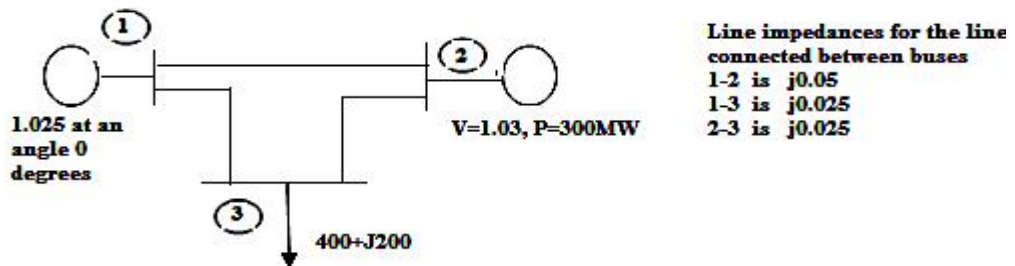 1
2
3
1.025 at an
angle 0
degrees
V=1.03, P=300MW
400+J200
Line impedances for the line
connected between buses
1-2 is j0.05
1-3 is j0.025
2-3 is j0.025